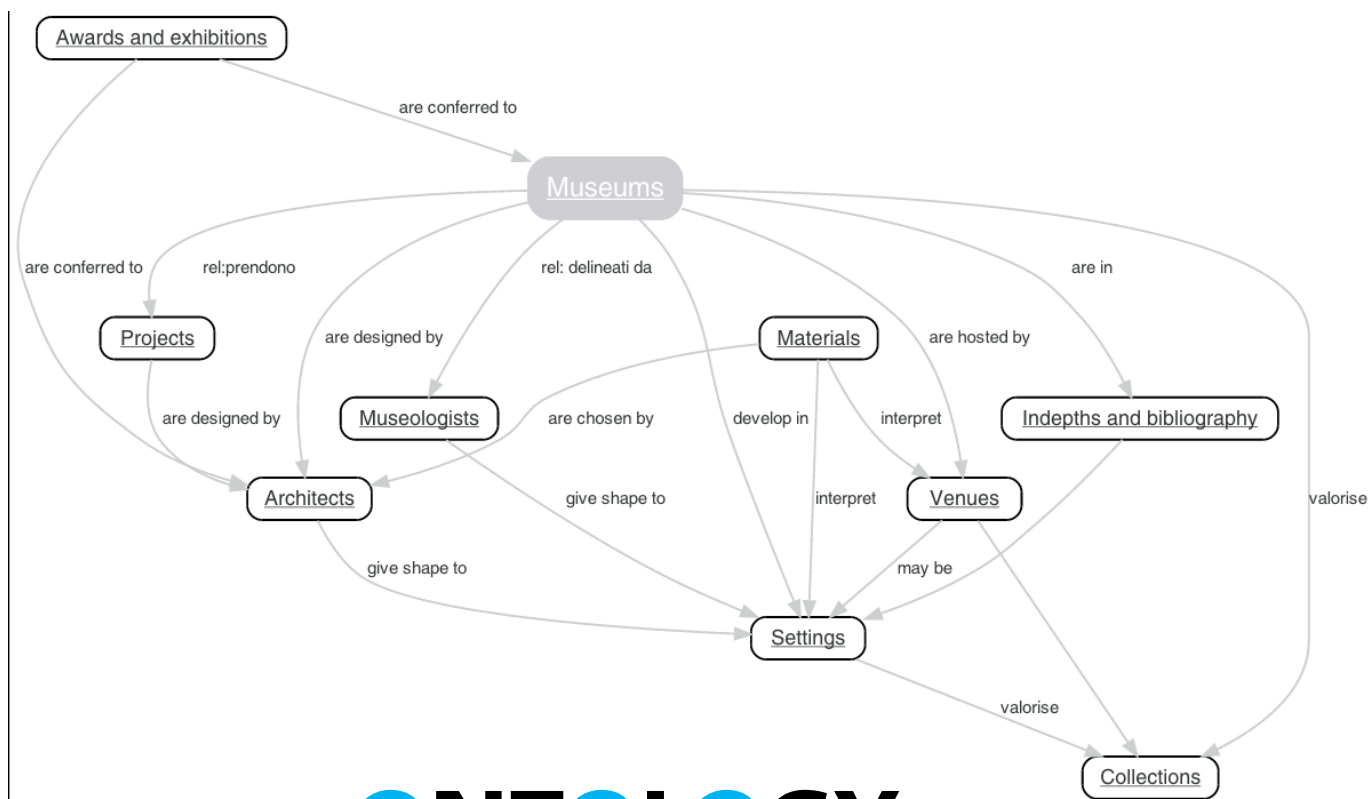 Awards and exhibitions
are conferred to
Museums
are conferred to
rel:prendono
rel: delineati da
are in
Projects
are designed by
Materials
are hosted by
are designed by
Museologists
are chosen by
develop in
interpret
Indepths and bibliography
Architects
give shape to
interpret
Venues
valorise
give shape to
may be
Settings
valorise
Collections
ONTOLOGY